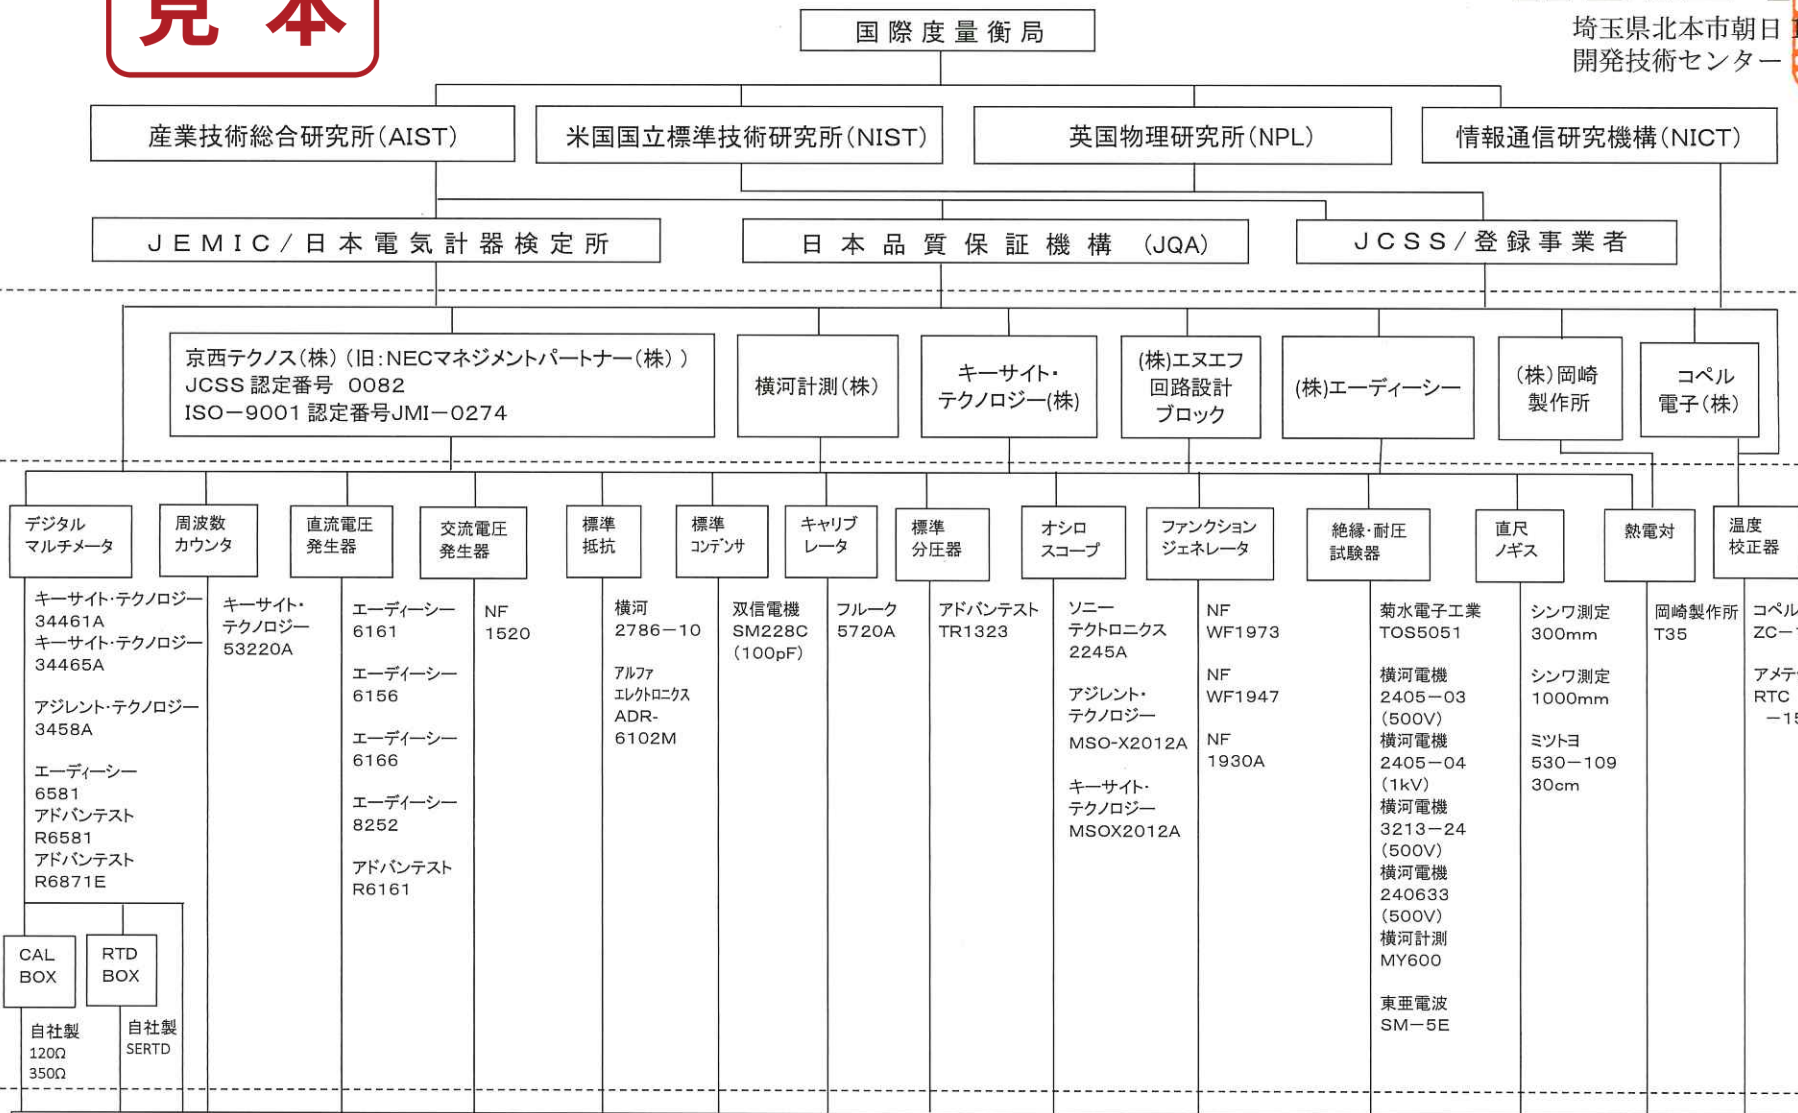 見本
国際度量衡局
埼玉県北本市朝日
開発技術センター
産業技術総合研究所(AIST)
米国国立標準技術研究所(NIST)
英国物理研究所(NPL)
情報通信研究機構(NICT)
JEMIC/日本電気計器検定所
日本品質保証機構 (JQA)
JCSS/登録事業者
京西テクノス(株) (旧:NECマネジメントパートナー(株) )
JCSS 認定番号 0082
ISO-9001 認定番号JMI-0274
横河計測(株)
キーサイト・
テクノロジー(株)
(株)エヌエフ
回路設計
ブロック
(株)エーディーシー
(株)岡崎
製作所
コペル
電子(株)
デジタル
マルチメータ
周波数
カウンタ
直流電圧
発生器
交流電圧
発生器
標準
抵抗
標準
コンデンサ
キャリブ
レータ
標準
分圧器
オシロ
スコープ
ファンクション
ジェネレータ
絶縁・耐圧
試験器
直尺
ノギス
熱電対
温度
校正器
キーサイト・テクノロジー
34461A
キーサイト・テクノロジー
34465A
アジレント・テクノロジー
3458A
エーディーシー
6581
アドバンテスト
R6581
アドバンテスト
R6871E
キーサイト・
テクノロジー
53220A
エーディーシー
6161
エーディーシー
6156
エーディーシー
6166
エーディーシー
8252
アドバンテスト
R6161
NF
1520
横河
2786-10
アルファ
エレクトロニクス
ADR-
6102M
双信電機
SM228C
(100pF)
フルーク
5720A
アドバンテスト
TR1323
ソニー
テクトロニクス
2245A
アジレント・
テクノロジー
MSO-X2012A
キーサイト・
テクノロジー
MSOX2012A
NF
WF1973
NF
WF1947
NF
1930A
菊水電子工業
TOS5051
横河電機
2405-03
(500V)
横河電機
2405-04
(1kV)
横河電機
3213-24
(500V)
横河電機
240633
(500V)
横河計測
MY600
東亜電波
SM-5E
シンワ測定
300mm
シンワ測定
1000mm
ミツトヨ
530-109
30cm
岡崎製作所
T35
コペル
ZC-
アメテ
RTC
-15
CAL
BOX
RTD
BOX
自社製
120Ω
350Ω
自社製
SERTD